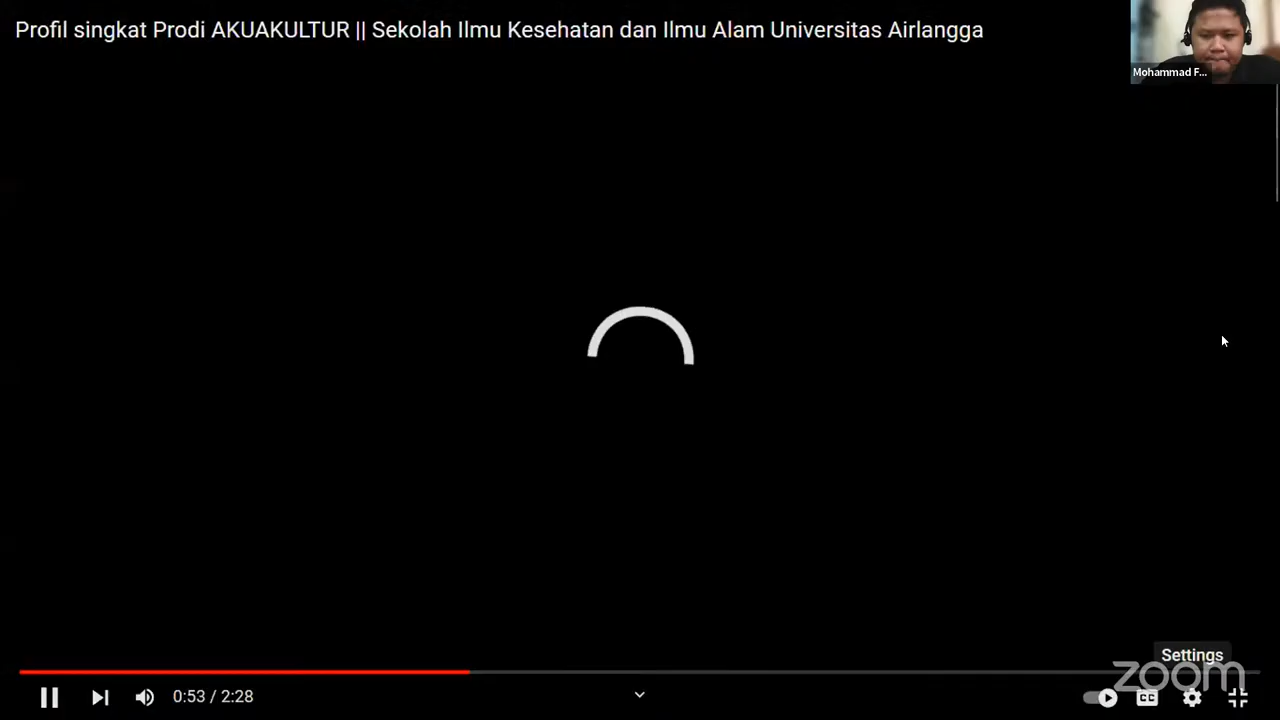 Profil singkat Prodi AKUAKULTUR || Sekolah Ilmu Kesehatan dan Ilmu Alam Universitas Airlangga
Mohammad F...
Settings
zoom
0:53 / 2:28
CC